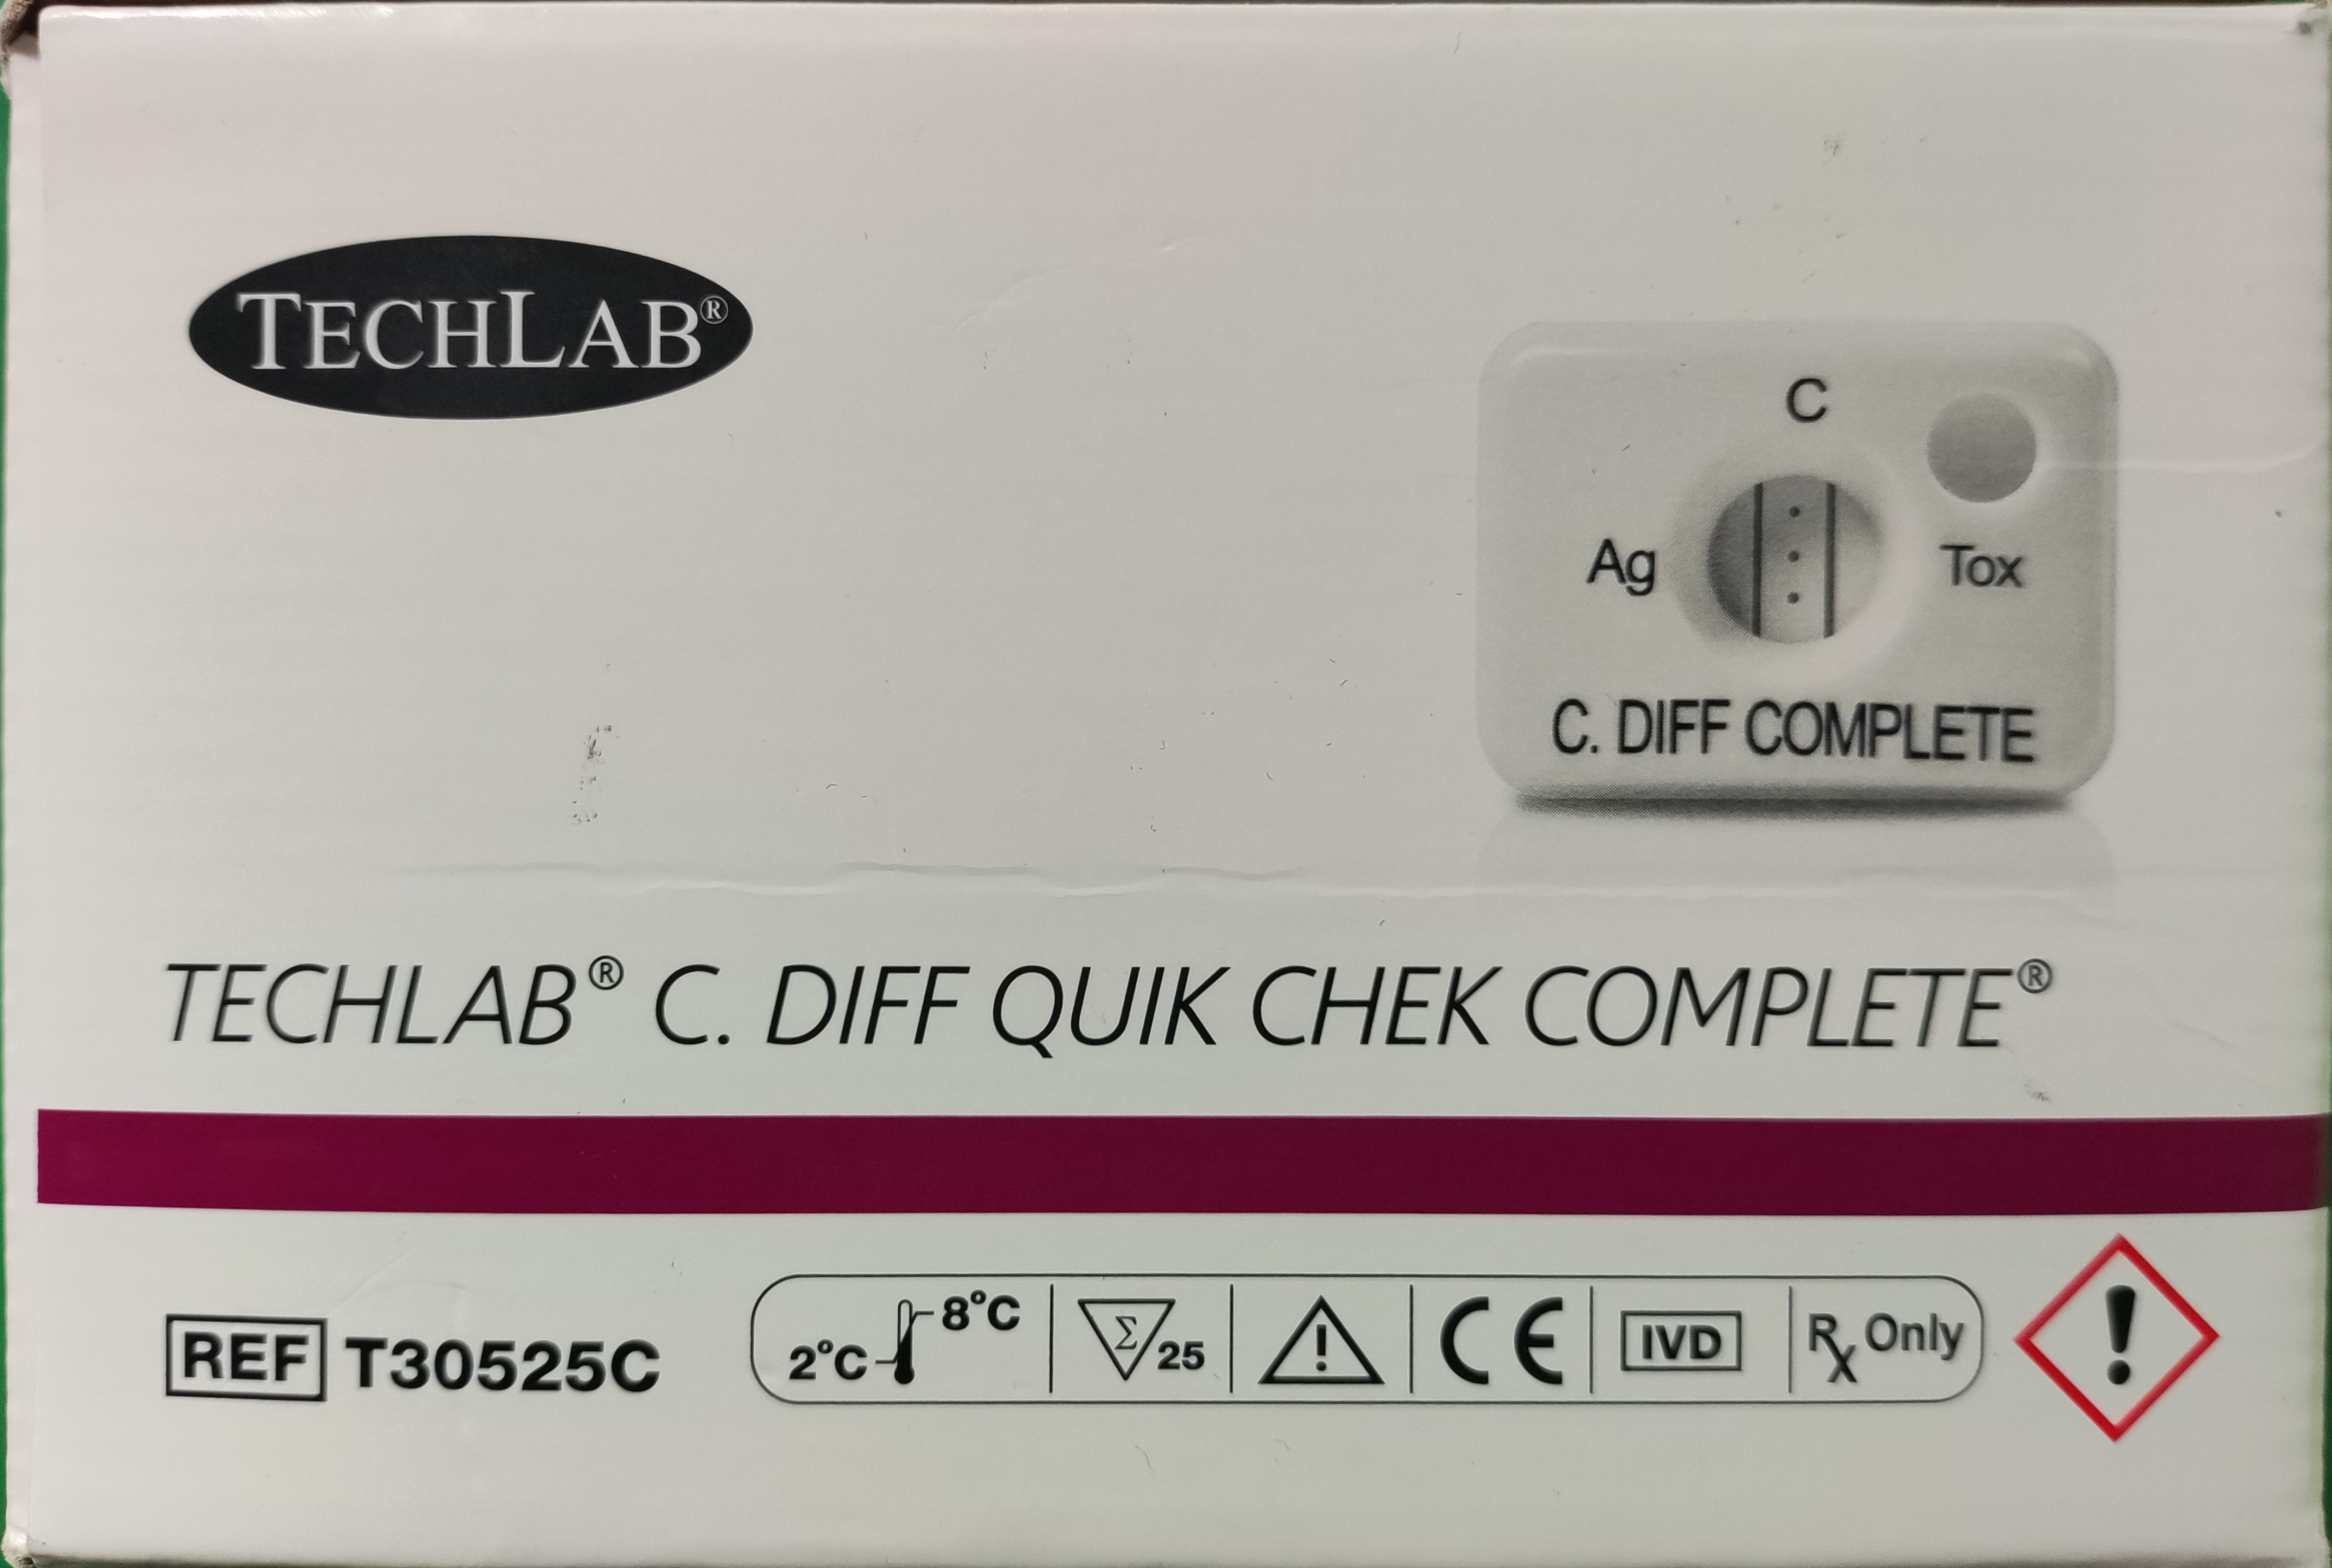 TECHLAB®
C
Ag
Tox
C. DIFF COMPLETE
TECHLAB® C. DIFF QUIK CHEK COMPLETE®
REF T30525C 2°C 8°C Σ 25 ! CE IVD Rx Only !